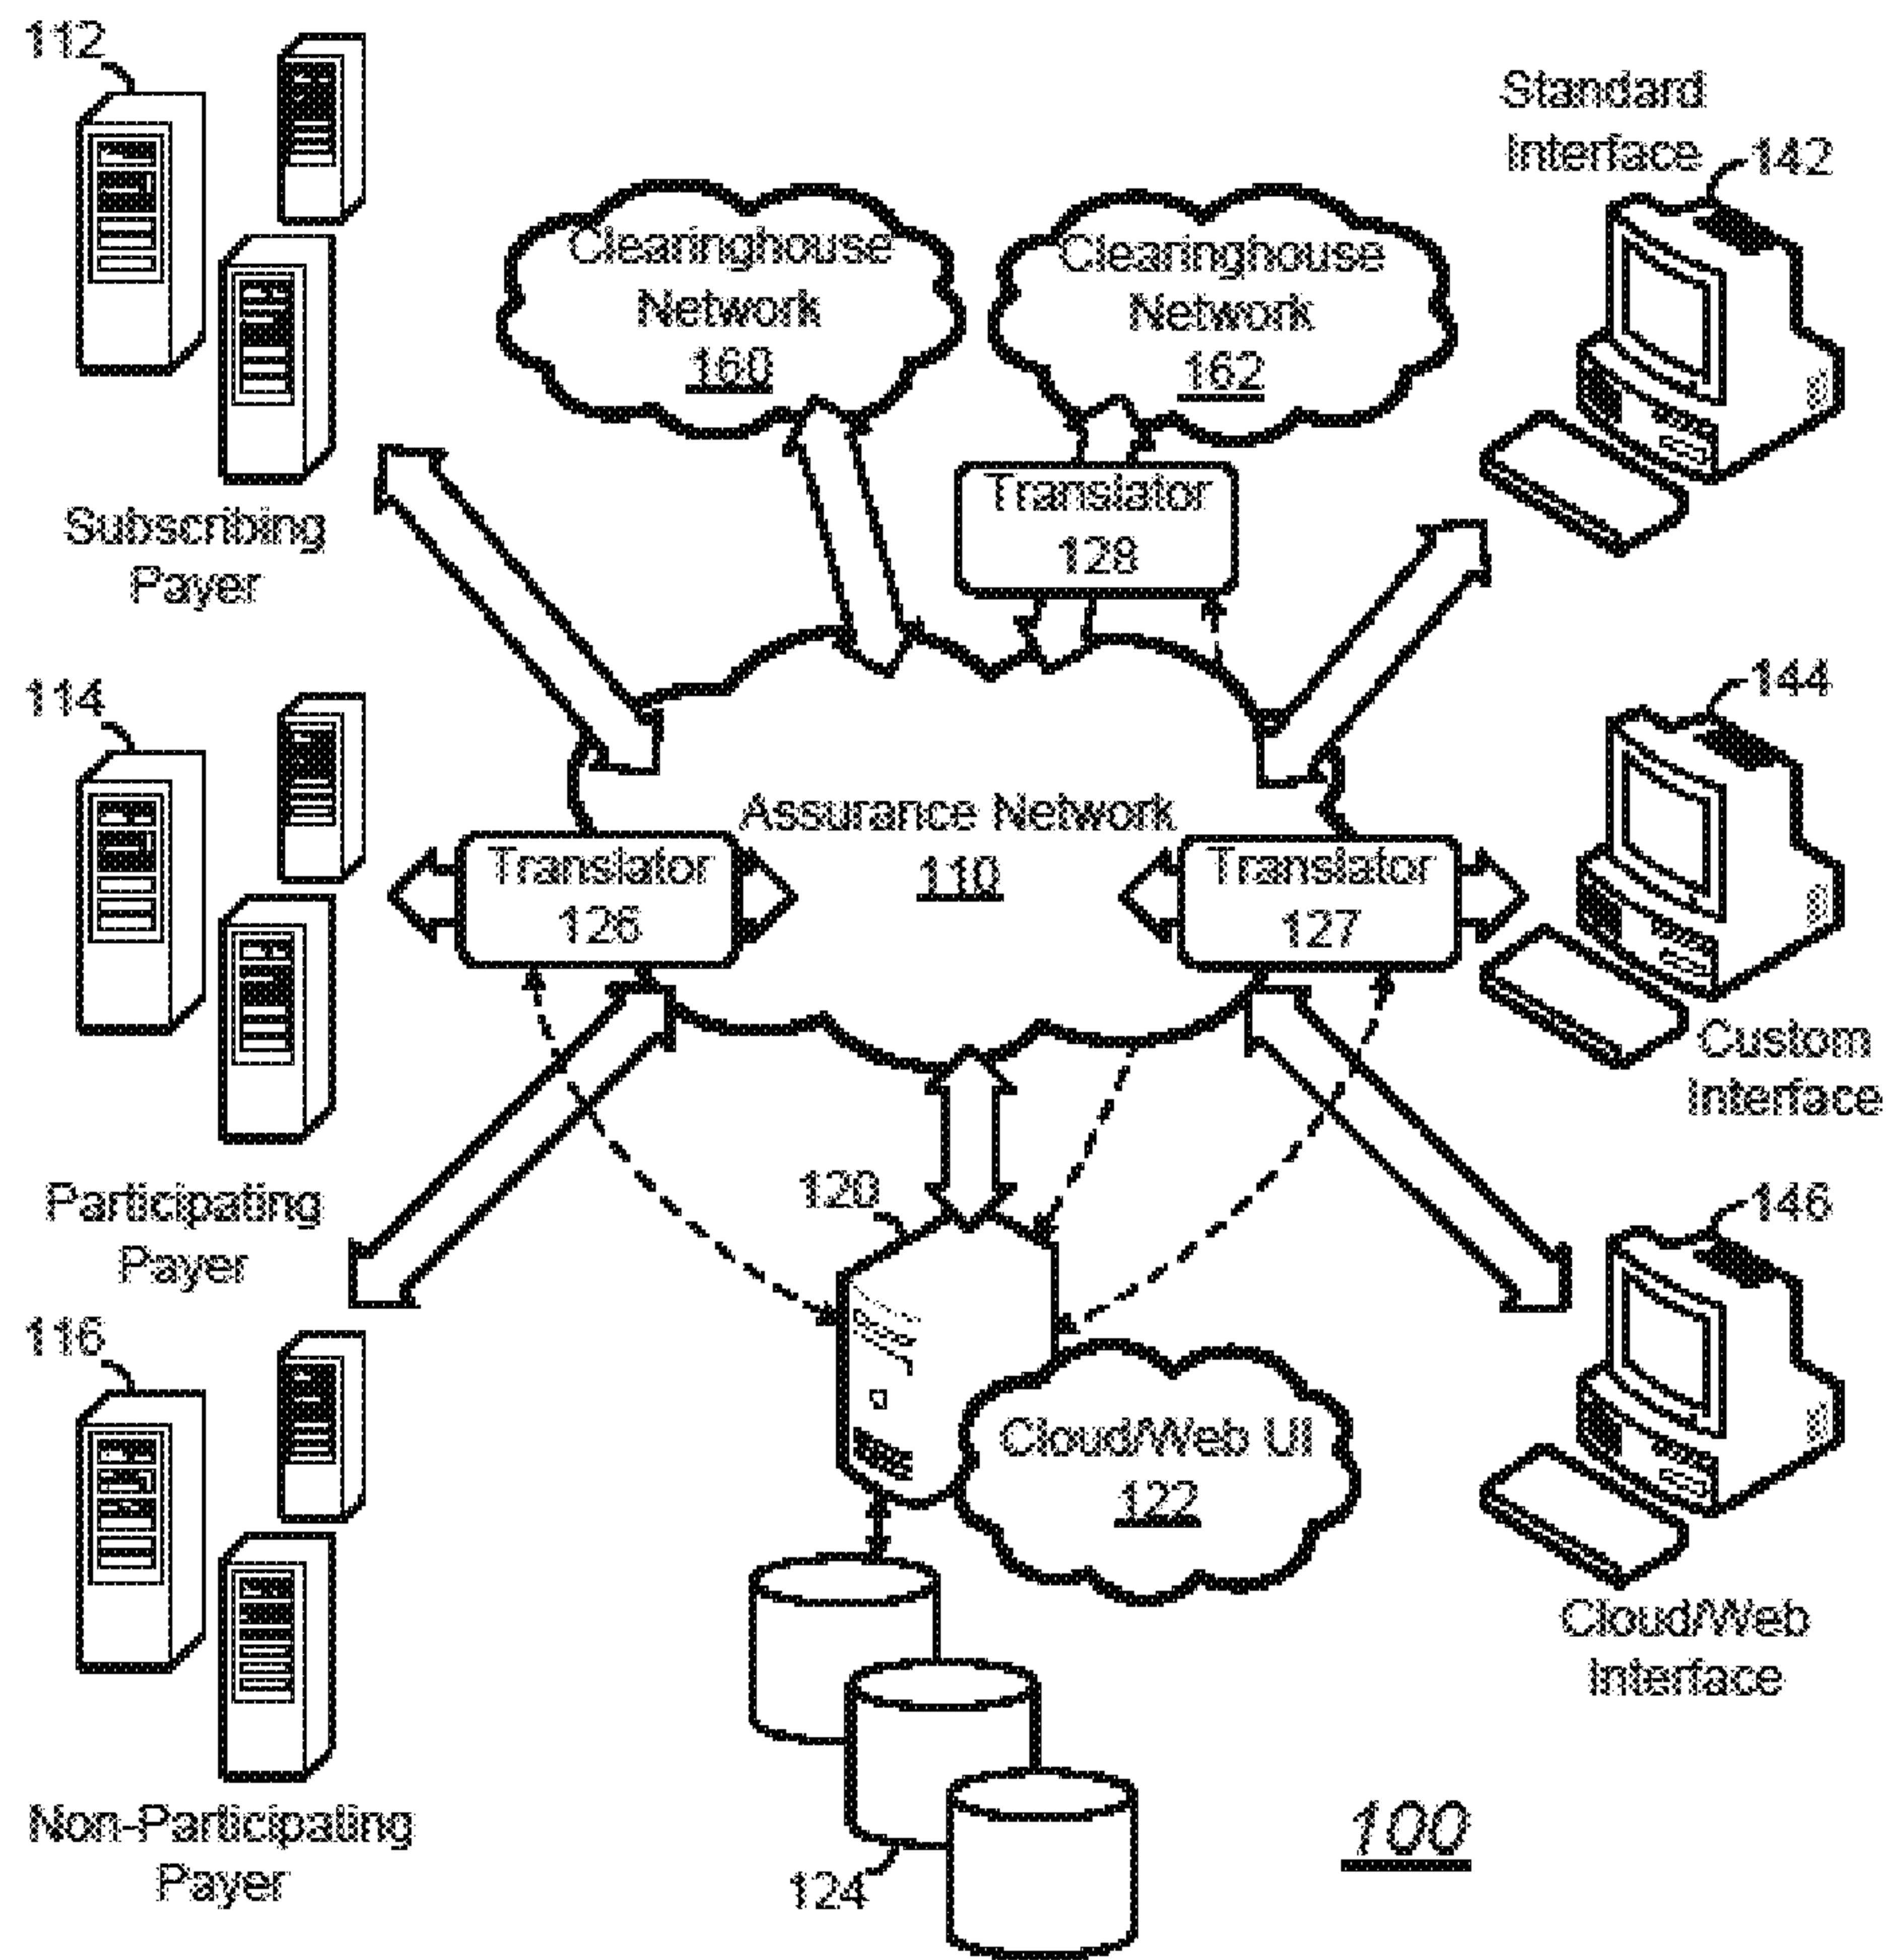 112
Standard
Interface
142
Clearinghouse
Network
160
Clearinghouse
Network
162
Subscribing
Payer
Translator
128
114
144
Assurance Network
110
Translator
126
Translator
127
Custom
Interface
Participating
Payer
120
146
116
Cloud/Web UI
122
Cloud/Web
Interface
Non-Participating
Payer
124
100